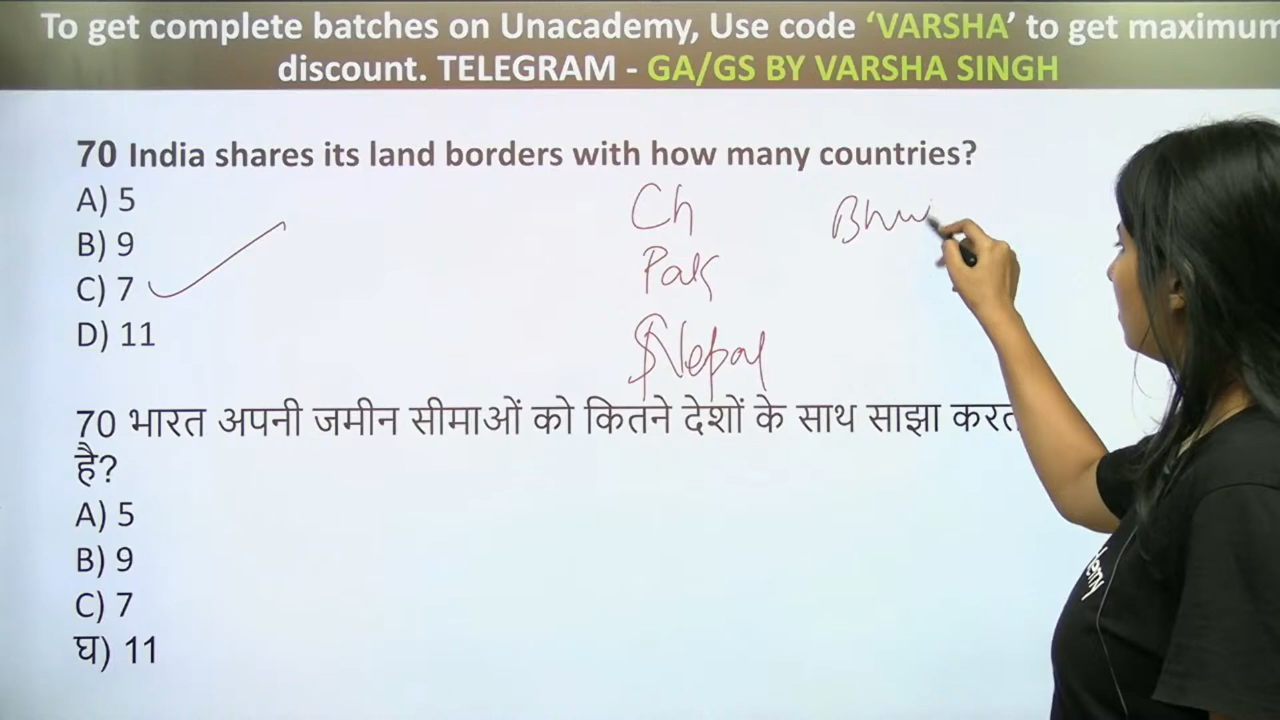 To get complete batches on Unacademy, Use code ‘VARSHA’ to get maximum
discount. TELEGRAM - GA/GS BY VARSHA SINGH
70 India shares its land borders with how many countries?
A) 5
B) 9
C) 7
D) 11
Ch
Pak
Nepal
Bhu
70 भारत अपनी जमीन सीमाओं को कितने देशों के साथ साझा करत
है?
A) 5
B) 9
C) 7
घ) 11